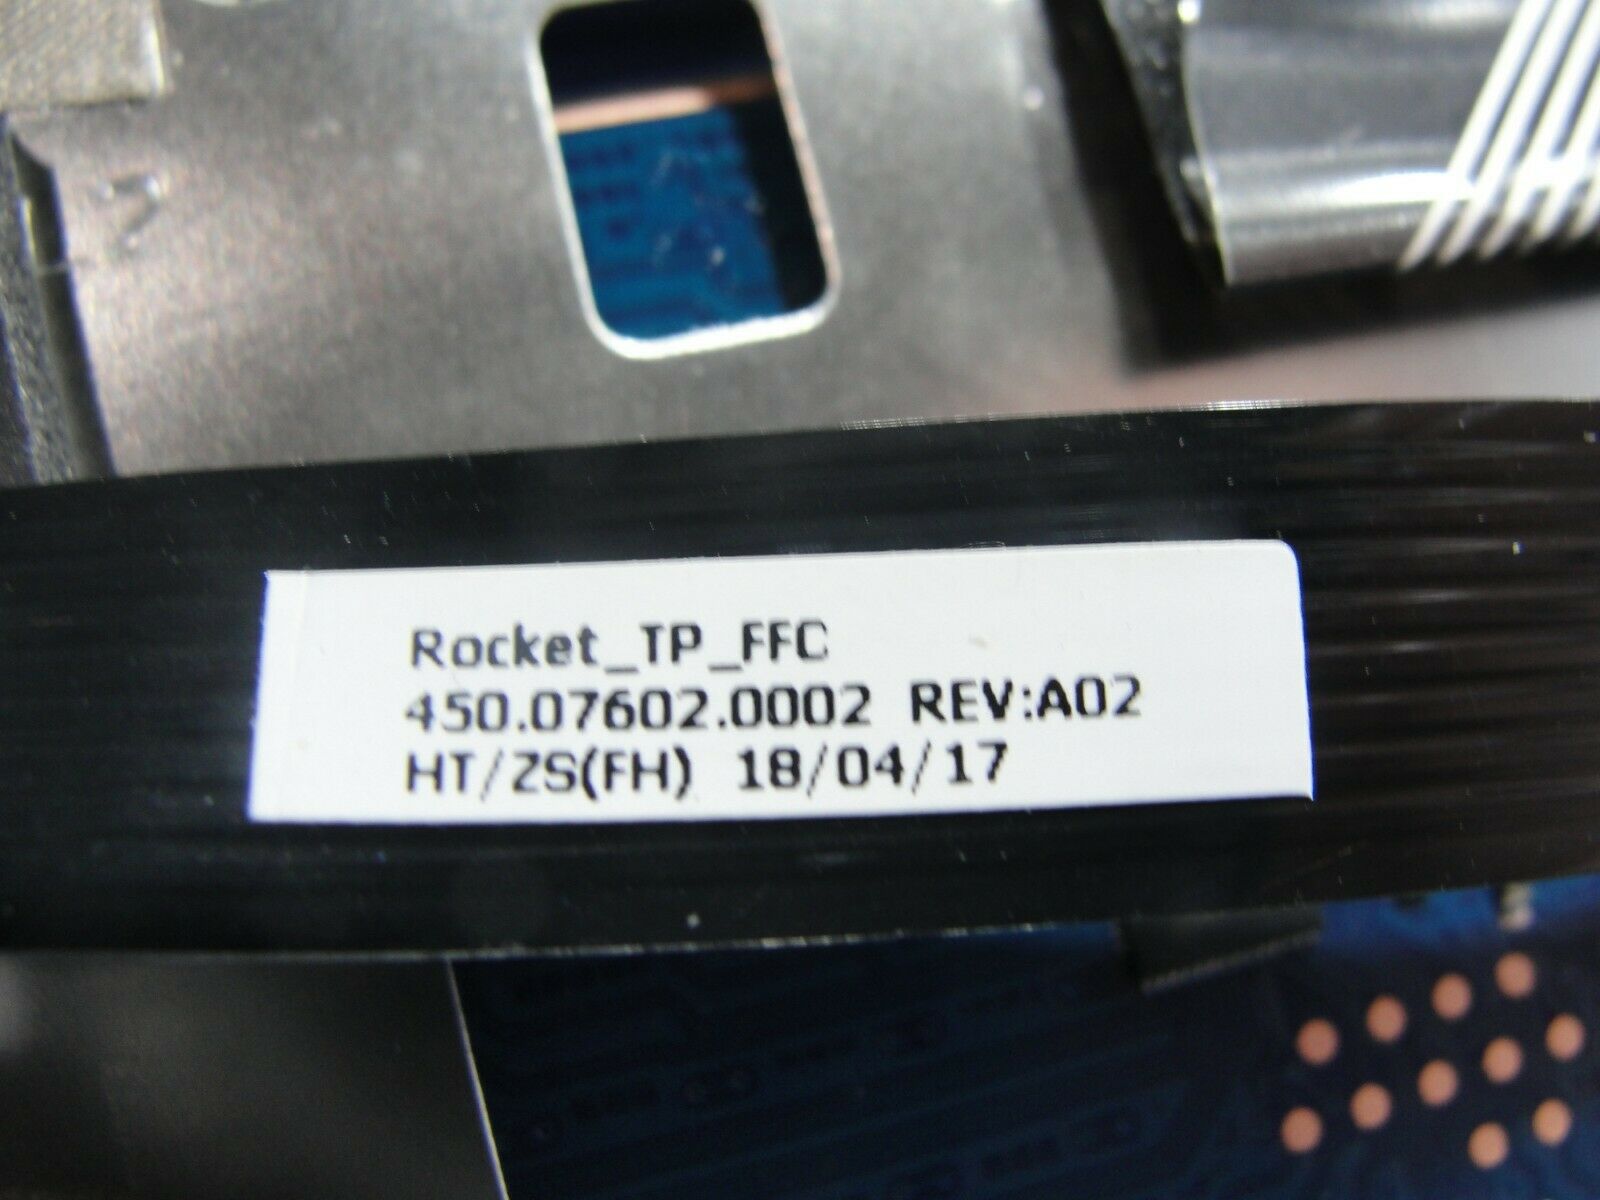 Rocket_TP_FFC
450.07602.0002 REV:A02
HT/ZS(FH) 18/04/17